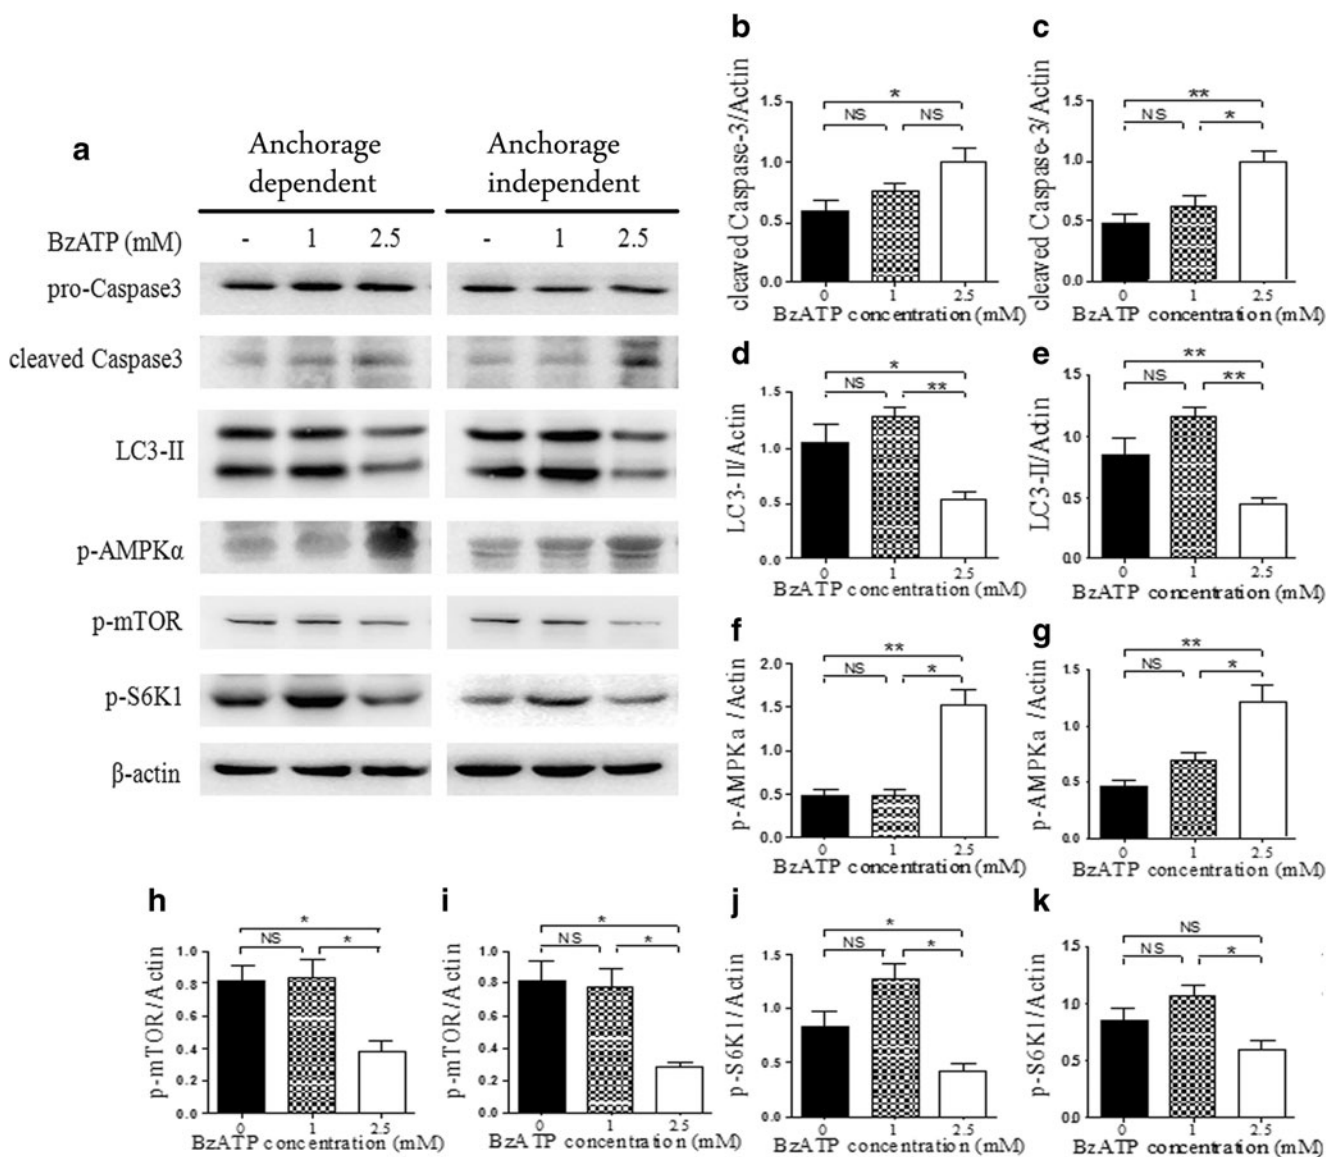 a
Anchorage dependent
Anchorage independent
BzATP (mM)
-
1
2.5
-
1
2.5
pro-Caspase3
cleaved Caspase3
LC3-II
p-AMPKα
p-mTOR
p-S6K1
β-actin
b
cleaved Caspase-3/Actin
1.5
1.0
0.5
0.0
*
NS
NS
0
1
2.5
BzATP concentration (mM)
c
cleaved Caspase-3/Actin
1.5
1.0
0.5
0.0
**
NS
*
0
1
2.5
BzATP concentration (mM)
d
LC3-II/Actin
1.5
1.0
0.5
0.0
*
NS
**
0
1
2.5
BzATP concentration (mM)
e
LC3-II/Actin
1.5
1.0
0.5
0.0
**
NS
**
0
1
2.5
BzATP concentration (mM)
f
p-AMPKa /Actin
2.0
1.5
1.0
0.5
0.0
**
NS
*
0
1
2.5
BzATP concentration (mM)
g
p-AMPKa /Actin
1.5
1.0
0.5
0.0
**
NS
*
0
1
2.5
BzATP concentration (mM)
h
p-mTOR/Actin
1.0
0.8
0.6
0.4
0.2
0.0
*
NS
*
0
1
2.5
BzATP concentration (mM)
i
p-mTOR/Actin
1.0
0.8
0.6
0.4
0.2
0.0
*
NS
*
0
1
2.5
BzATP concentration (mM)
j
p-S6K1/Actin
1.5
1.0
0.5
0.0
*
NS
*
0
1
2.5
BzATP concentration (mM)
k
p-S6K1/Actin
1.5
1.0
0.5
0.0
NS
NS
*
0
1
2.5
BzATP concentration (mM)